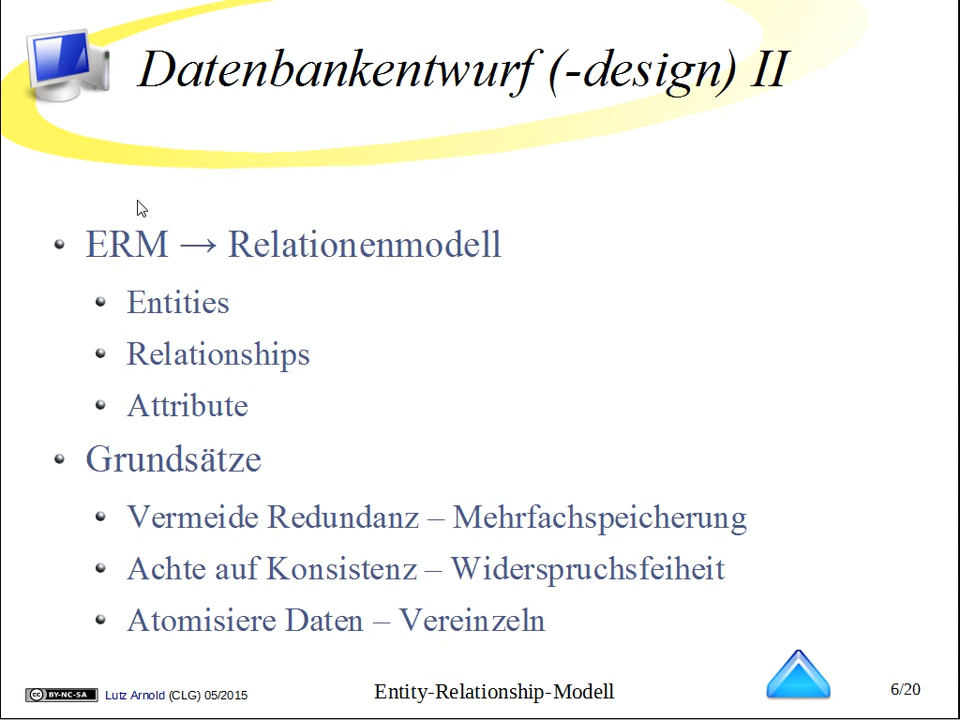 Datenbankentwurf (-design) II
ERM → Relationenmodell
Entities
Relationships
Attribute
Grundsätze
Vermeide Redundanz – Mehrfachspeicherung
Achte auf Konsistenz – Widerspruchsfeiheit
Atomisiere Daten – Vereinzeln
cc BY-NC-SA Lutz Arnold (CLG) 05/2015 Entity-Relationship-Modell 6/20